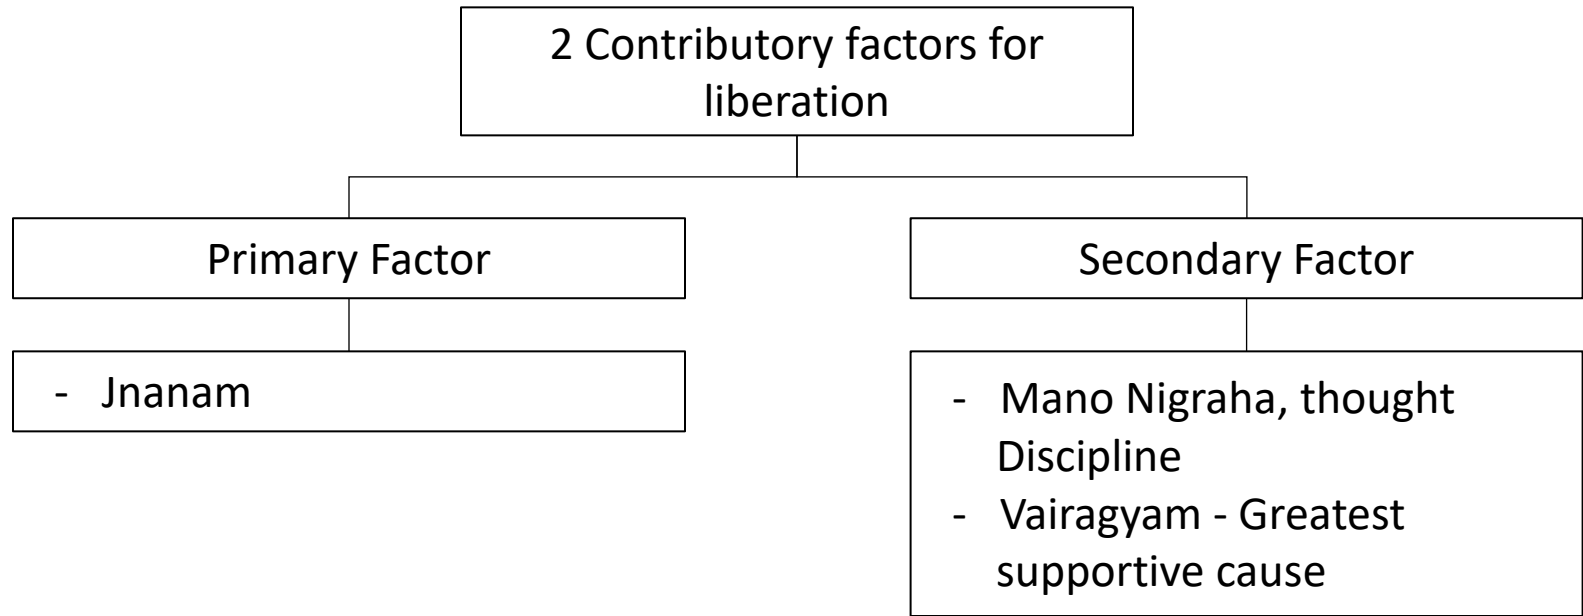 2 Contributory factors for
liberation
Primary Factor
Secondary Factor
- Jnanam
- Mano Nigraha, thought
Discipline
- Vairagyam - Greatest
supportive cause